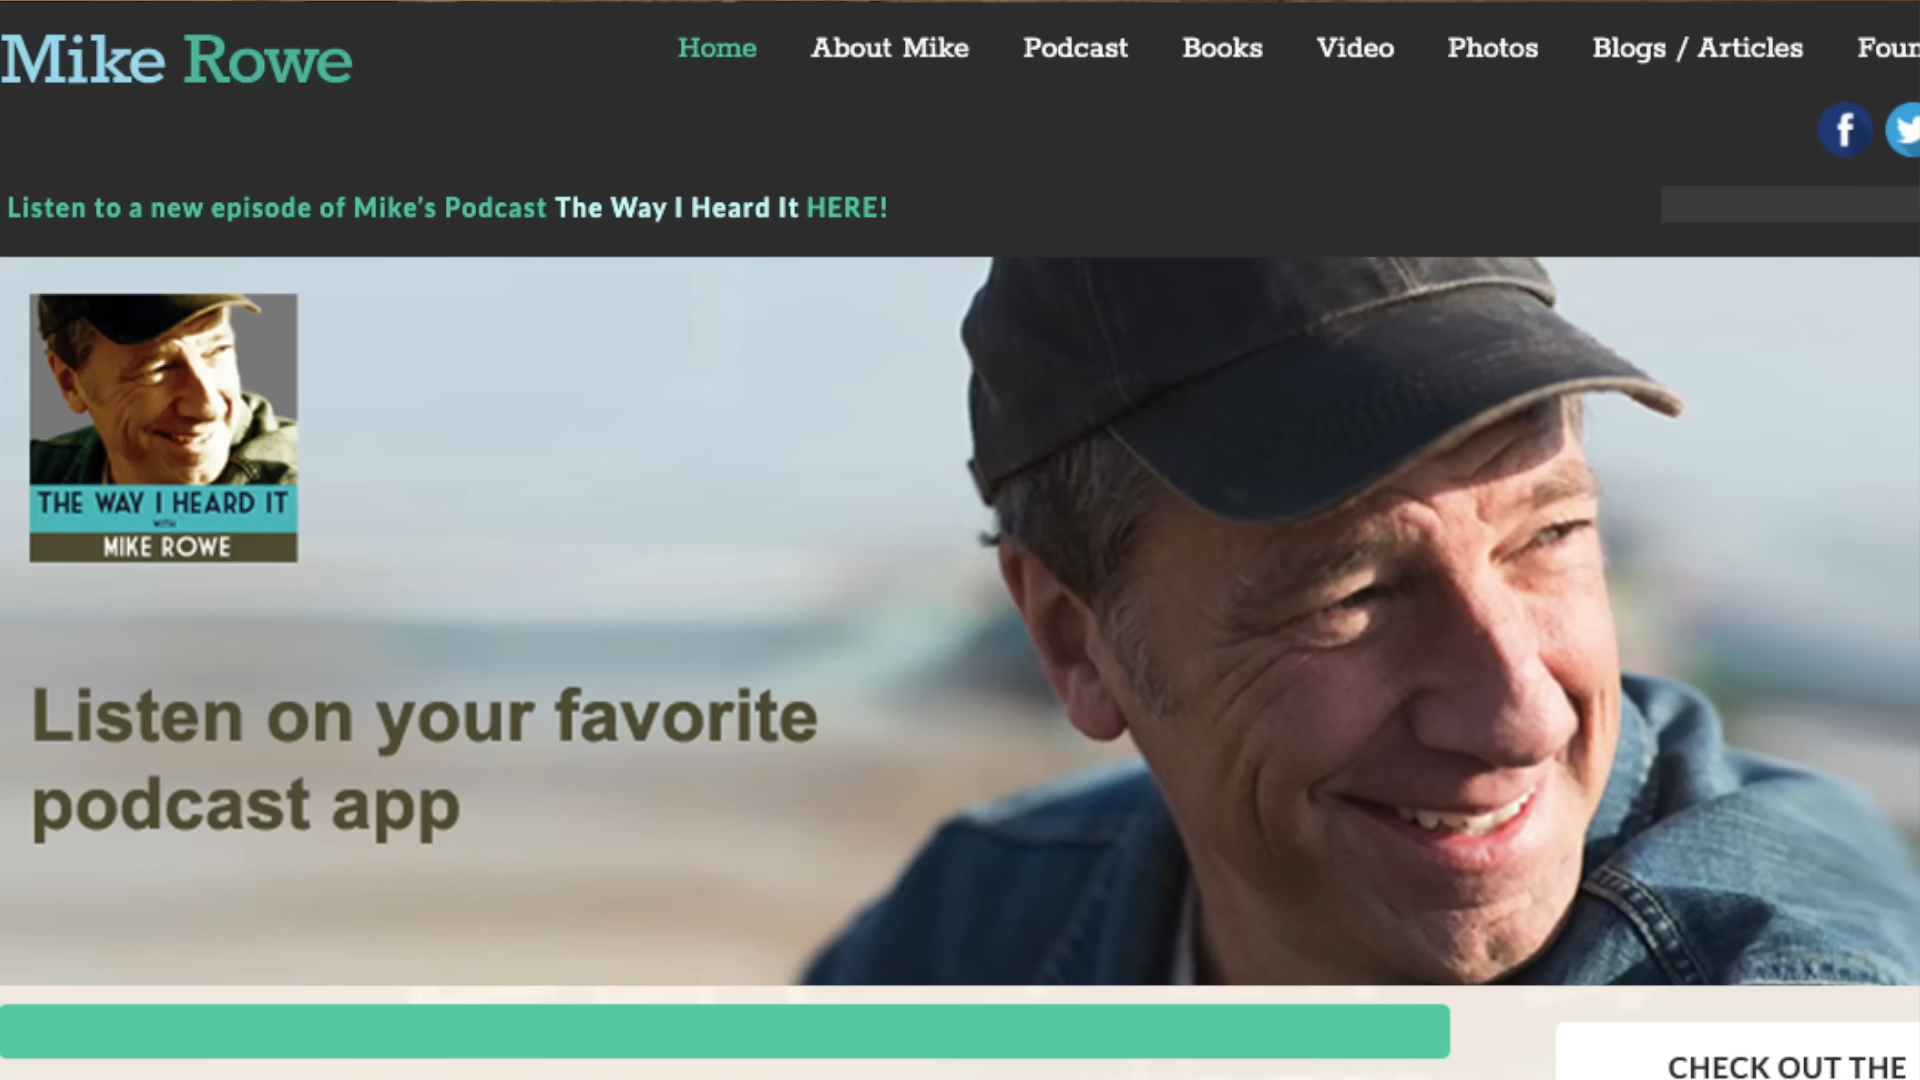 Mike Rowe
Home About Mike Podcast Books Video Photos Blogs / Articles Foun
f
Listen to a new episode of Mike's Podcast The Way I Heard It HERE!
THE WAY I HEARD IT
WITH
MIKE ROWE
Listen on your favorite
podcast app
CHECK OUT THE